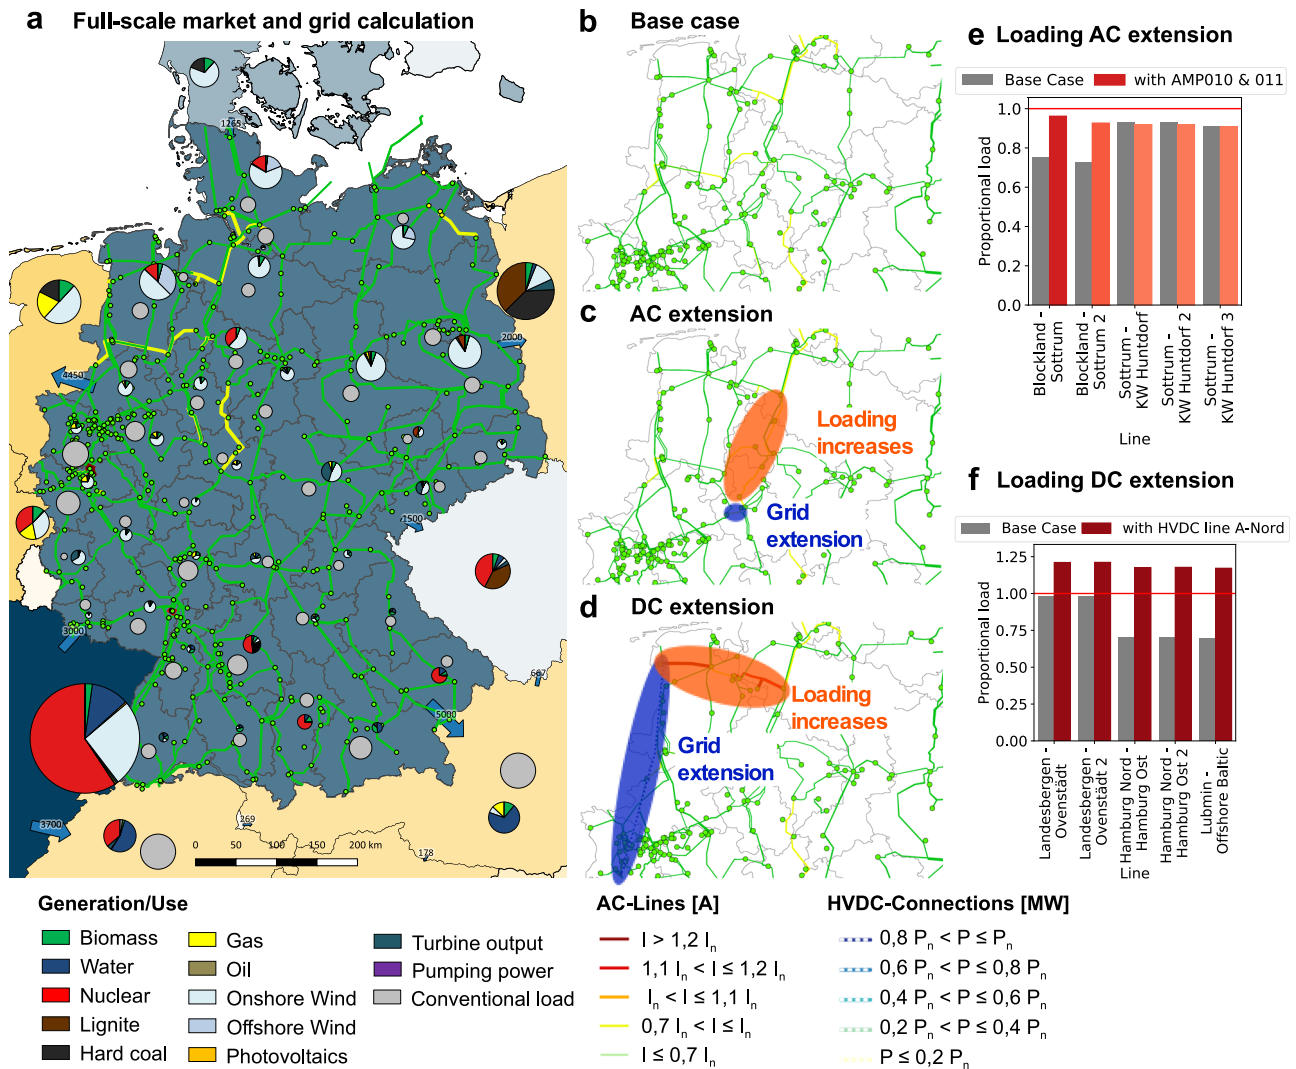 a Full-scale market and grid calculation
1265
4450
2000
1500
3000
667
5000
3700
269
178
0 50 100 150 200 km
b Base case
c AC extension
Loading
increases
Grid
extension
d DC extension
Loading
increases
Grid
extension
e Loading AC extension
Base Case
with AMP010 & 011
Proportional load
1.0
0.8
0.6
0.4
0.2
0.0
Blockland -
Sottrum
Blockland -
Sottrum 2
Sottrum -
KW Huntdorf
Sottrum -
KW Huntdorf 2
Sottrum -
KW Huntdorf 3
Line
f Loading DC extension
Base Case
with HVDC line A-Nord
Proportional load
1.25
1.00
0.75
0.50
0.25
0.00
Landesbergen -
Ovenstädt
Landesbergen -
Ovenstädt 2
Hamburg Nord -
Hamburg Ost
Hamburg Nord -
Hamburg Ost 2
Lubmin -
Offshore Baltic
Line
Generation/Use
Biomass
Water
Nuclear
Lignite
Hard coal
Gas
Oil
Onshore Wind
Offshore Wind
Photovoltaics
Turbine output
Pumping power
Conventional load
AC-Lines [A]
I > 1,2 Iₙ
1,1 Iₙ < I ≤ 1,2 Iₙ
Iₙ < I ≤ 1,1 Iₙ
0,7 Iₙ < I ≤ Iₙ
I ≤ 0,7 Iₙ
HVDC-Connections [MW]
0,8 Pₙ < P ≤ Pₙ
0,6 Pₙ < P ≤ 0,8 Pₙ
0,4 Pₙ < P ≤ 0,6 Pₙ
0,2 Pₙ < P ≤ 0,4 Pₙ
P ≤ 0,2 Pₙ